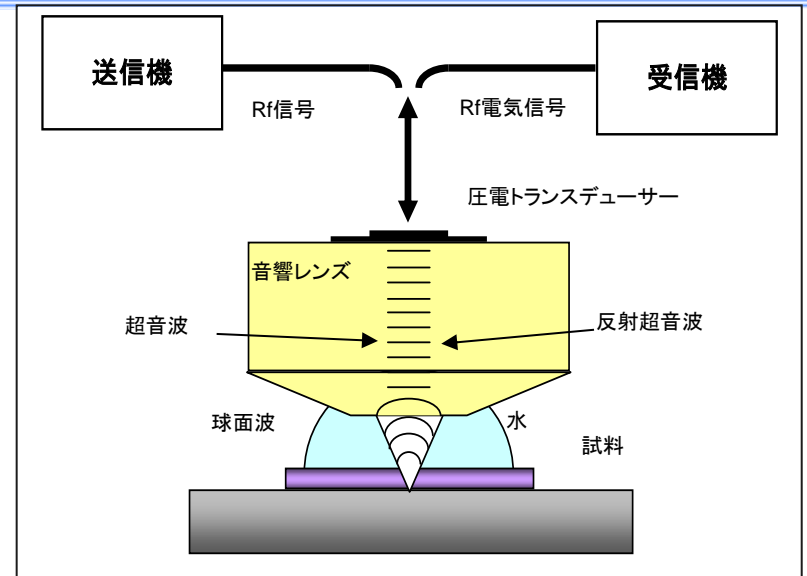 送信機
受信機
Rf信号
Rf電気信号
圧電トランスデューサー
音響レンズ
超音波
反射超音波
球面波
水
試料